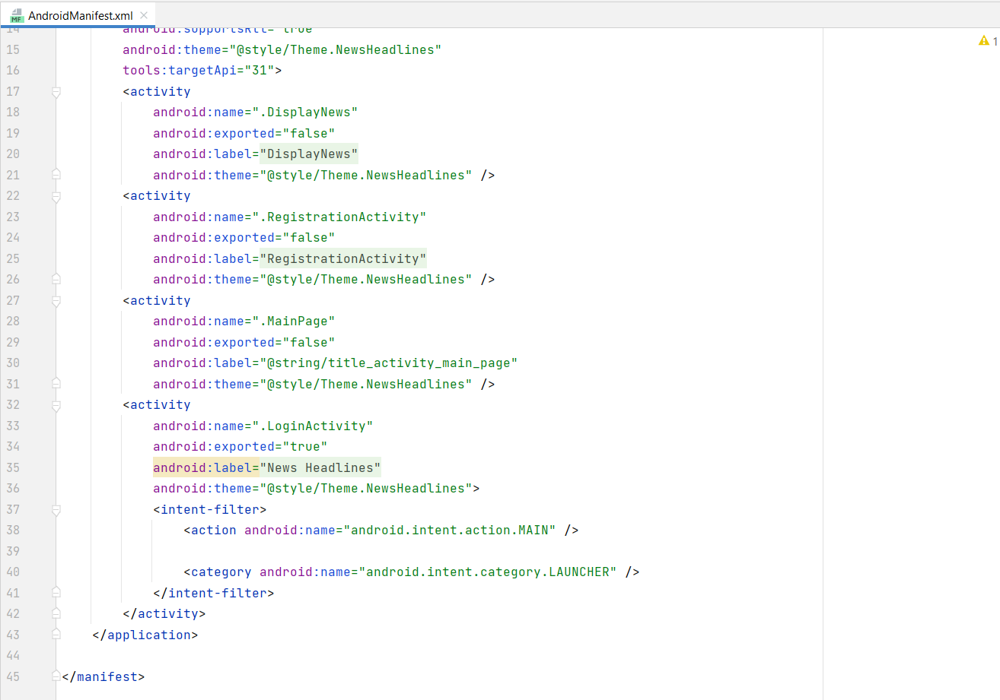 MF AndroidManifest.xml
14 android:supportsRtl="true"
1
15 android:theme="@style/Theme.NewsHeadlines"
16 tools:targetApi="31">
17 <activity
18 android:name=".DisplayNews"
19 android:exported="false"
20 android:label="DisplayNews"
21 android:theme="@style/Theme.NewsHeadlines" />
22 <activity
23 android:name=".RegistrationActivity"
24 android:exported="false"
25 android:label="RegistrationActivity"
26 android:theme="@style/Theme.NewsHeadlines" />
27 <activity
28 android:name=".MainPage"
29 android:exported="false"
30 android:label="@string/title_activity_main_page"
31 android:theme="@style/Theme.NewsHeadlines" />
32 <activity
33 android:name=".LoginActivity"
34 android:exported="true"
35 android:label="News Headlines"
36 android:theme="@style/Theme.NewsHeadlines">
37 <intent-filter>
38 <action android:name="android.intent.action.MAIN" />
39
40 <category android:name="android.intent.category.LAUNCHER" />
41 </intent-filter>
42 </activity>
43 </application>
44
45 </manifest>